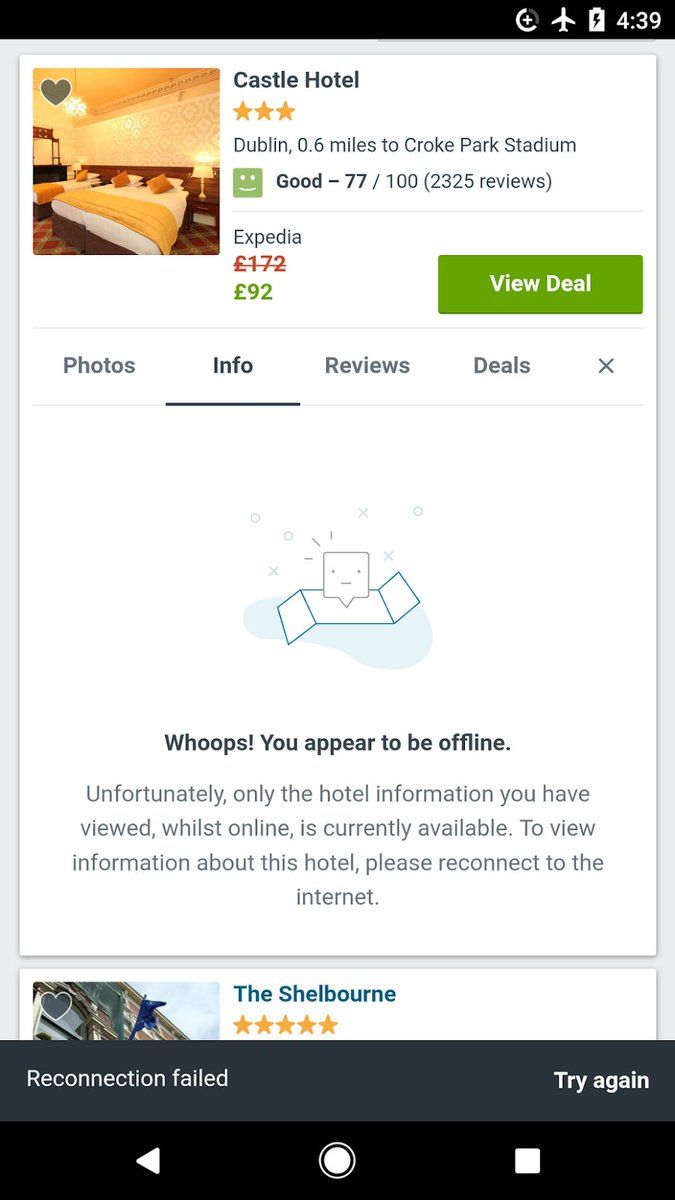 4:39
Castle Hotel
Dublin, 0.6 miles to Croke Park Stadium
Good – 77 / 100 (2325 reviews)
Expedia
£172
£92
View Deal
Photos
Info
Reviews
Deals
Whoops! You appear to be offline.
Unfortunately, only the hotel information you have
viewed, whilst online, is currently available. To view
information about this hotel, please reconnect to the
internet.
The Shelbourne
Reconnection failed
Try again